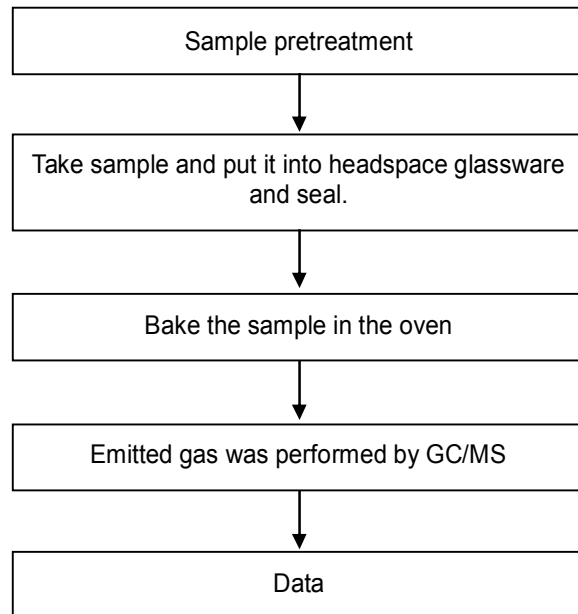 Sample pretreatment
Take sample and put it into headspace glassware
and seal.
Bake the sample in the oven
Emitted gas was performed by GC/MS
Data